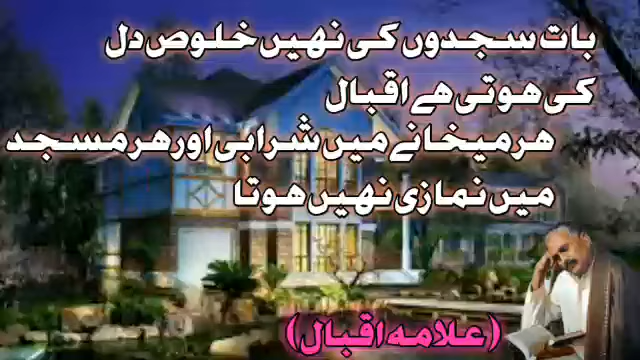 بات سجدوں کی نہیں خلوص دل
کی ہوتی ہے اقبال
ہر میخانے میں شرابی اور ہر مسجد
میں نمازی نہیں ہوتا
(علامہ اقبال)